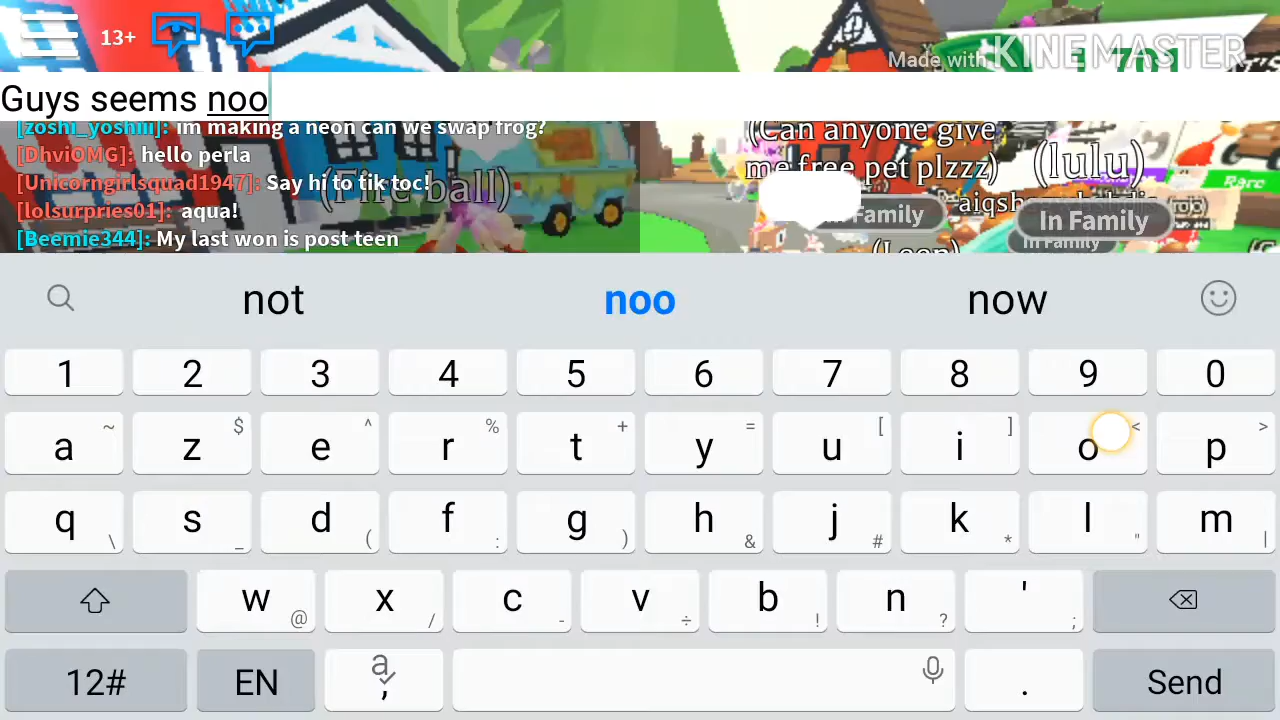 13+
Made with KINEMASTER
Guys seems noo
[zoshi_yoshiii]: im making a neon can we swap frog?
[DhviOMG]: hello perla
[Unicorngirlsquad1947]: Say hi to tik toc!
[lolsurpries01]: aqua!
[Beemie344]: My last won is post teen
(Fire ball)
(Can anyone give
me free pet plzzz)
(lulu)
Rare
Family
In Family
In Family
not noo now
1 2 3 4 5 6 7 8 9 0
a ~ z $ e ^ r % t + y = u [ i ] o < p >
q \ s _ d ( f : g ) h & j # k * l " m |
w @ x / c - v ÷ b ! n ? ' ;
12# EN a , . Send